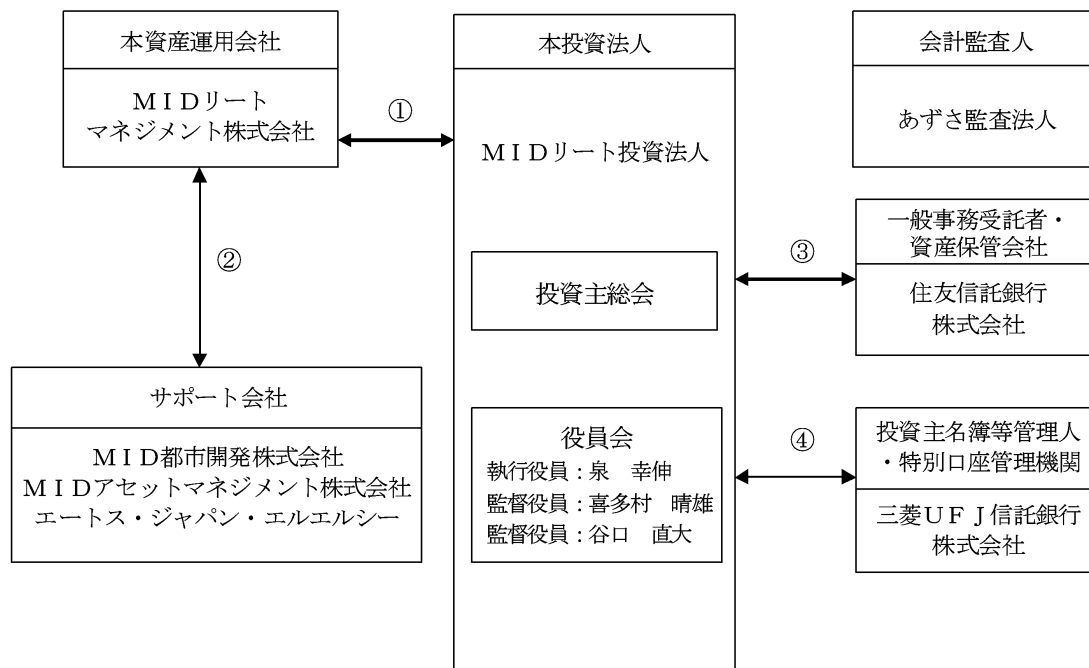 本資産運用会社
ＭＩＤリート
マネジメント株式会社
①
②
サポート会社
ＭＩＤ都市開発株式会社
ＭＩＤアセットマネジメント株式会社
エートス・ジャパン・エルエルシー
本投資法人
ＭＩＤリート投資法人
投資主総会
役員会
執行役員：泉　幸伸
監督役員：喜多村　晴雄
監督役員：谷口　直大
会計監査人
あずさ監査法人
③
一般事務受託者・
資産保管会社
住友信託銀行
株式会社
④
投資主名簿等管理人
・特別口座管理機関
三菱ＵＦＪ信託銀行
株式会社